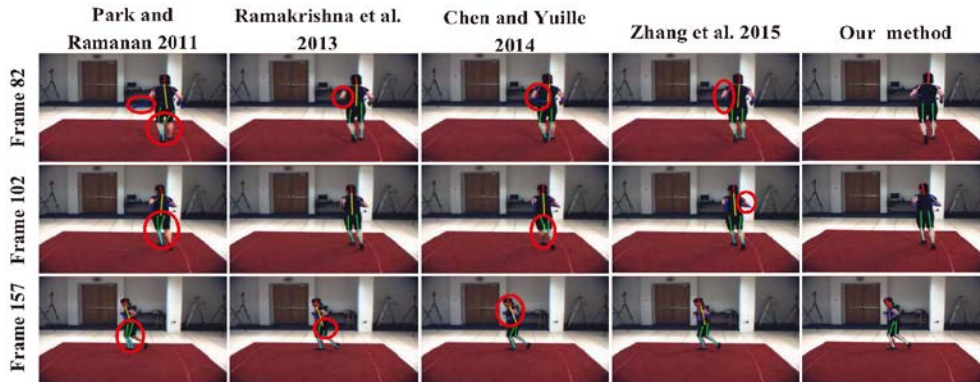 Park and
Ramanan 2011
Ramakrishna et al.
2013
Chen and Yuille
2014
Zhang et al. 2015
Our method
Frame 82
Frame 102
Frame 157